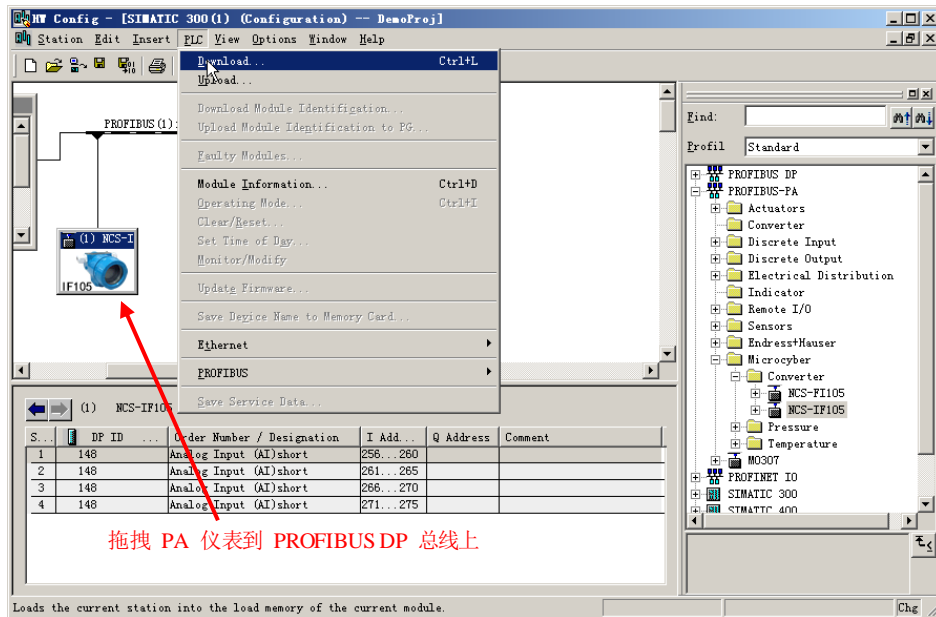 HW Config - [SIMATIC 300(1) (Configuration) -- DemoProj]
Station Edit Insert PLC View Options Window Help
Download... Ctrl+L
Upload...
Download Module Identification...
Upload Module Identification to PG...
Faulty Modules...
Module Information... Ctrl+D
Operating Mode... Ctrl+I
Clear/Reset...
Set Time of Day...
Monitor/Modify
Update Firmware...
Save Device Name to Memory Card...
Ethernet
PROFIBUS
Save Service Data...
PROFIBUS(1):
(1) NCS-I
IF105
Find:
Profil Standard
PROFIBUS DP
PROFIBUS-PA
Actuators
Converter
Discrete Input
Discrete Output
Electrical Distribution
Indicator
Remote I/O
Sensors
Endress+Hauser
Microcyber
Converter
NCS-FI105
NCS-IF105
Pressure
Temperature
M0307
PROFINET IO
SIMATIC 300
SIMATIC 400
(1) NCS-IF105
S... DP ID ... Order Number / Designation I Add... Q Address Comment
1 148 Analog Input (AI)short 256...260
2 148 Analog Input (AI)short 261...265
3 148 Analog Input (AI)short 266...270
4 148 Analog Input (AI)short 271...275
拖拽 PA 仪表到 PROFIBUS DP 总线上
Loads the current station into the load memory of the current module.
Chg